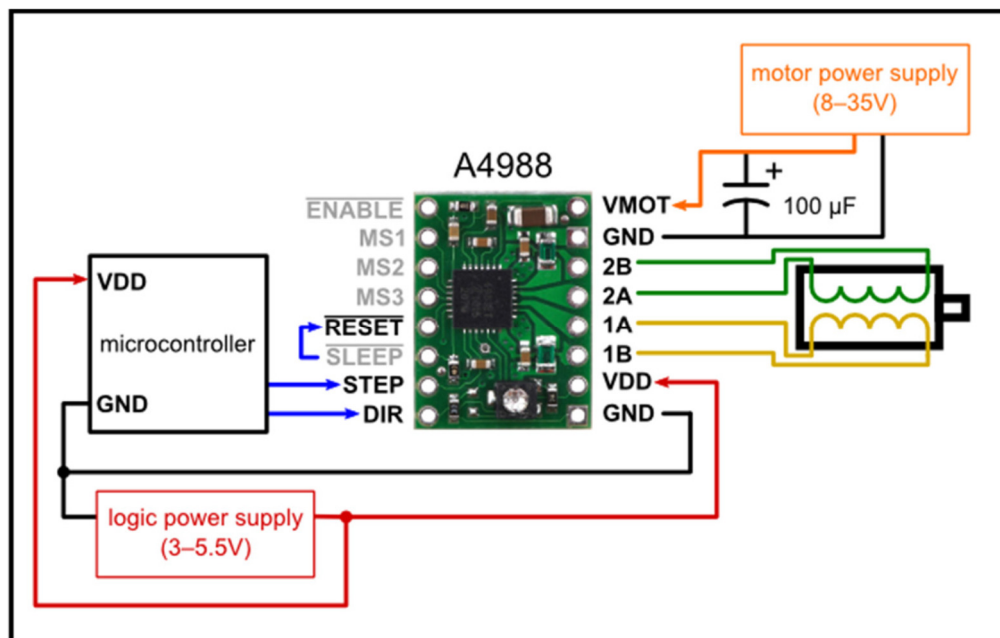 motor power supply
(8–35V)
A4988
+
100 µF
ENABLE
VMOT
MS1
GND
MS2
2B
MS3
2A
RESET
1A
SLEEP
1B
STEP
VDD
DIR
GND
VDD
microcontroller
GND
logic power supply
(3–5.5V)